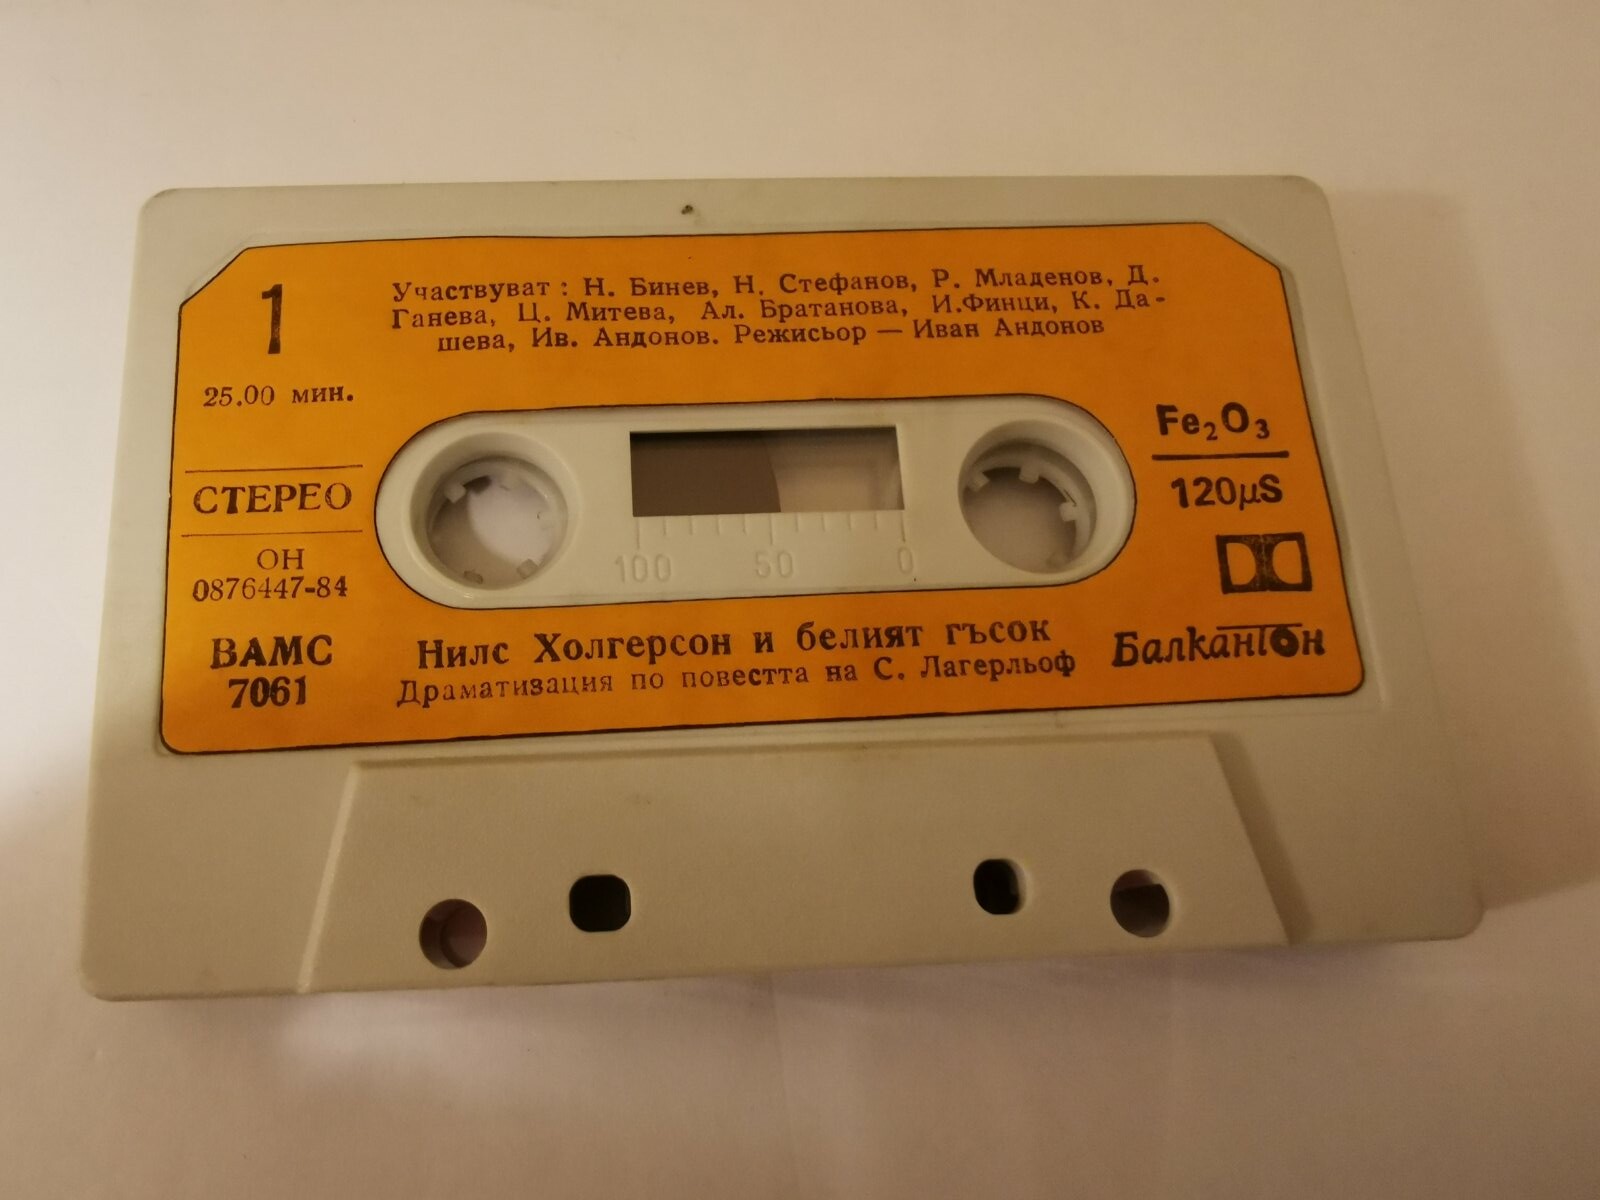 1
Участвуват : Н. Бинев, Н. Стефанов, Р. Младенов, Д.
Ганева, Ц. Митева, Ал. Братанова, И.Финци, К. Да-
шева, Ив. Андонов. Режисьор — Иван Андонов
25.00 мин.
СТЕРЕО
ОН
0876447-84
ВАМС
7061
100 50 0
Fe₂O₃
120μS
Нилс Холгерсон и белият гъсок
Драматизация по повестта на С. Лагерльоф
Балкантон